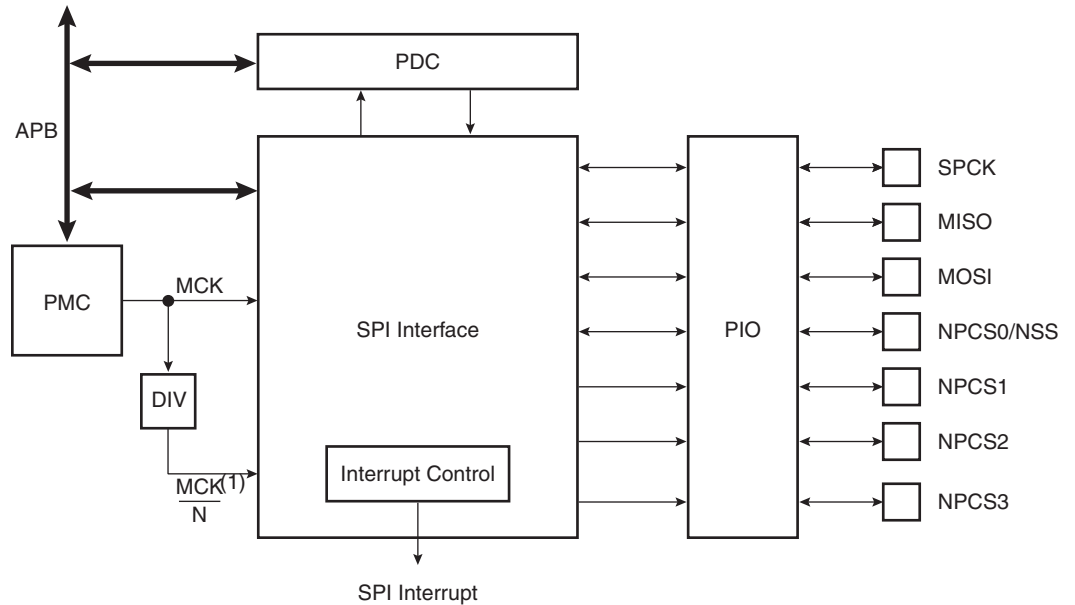 PDC
APB
SPCK
MISO
PMC
MCK
MOSI
SPI Interface
PIO
NPCS0/NSS
DIV
NPCS1
NPCS2
Interrupt Control
MCK(1)
N
NPCS3
SPI Interrupt